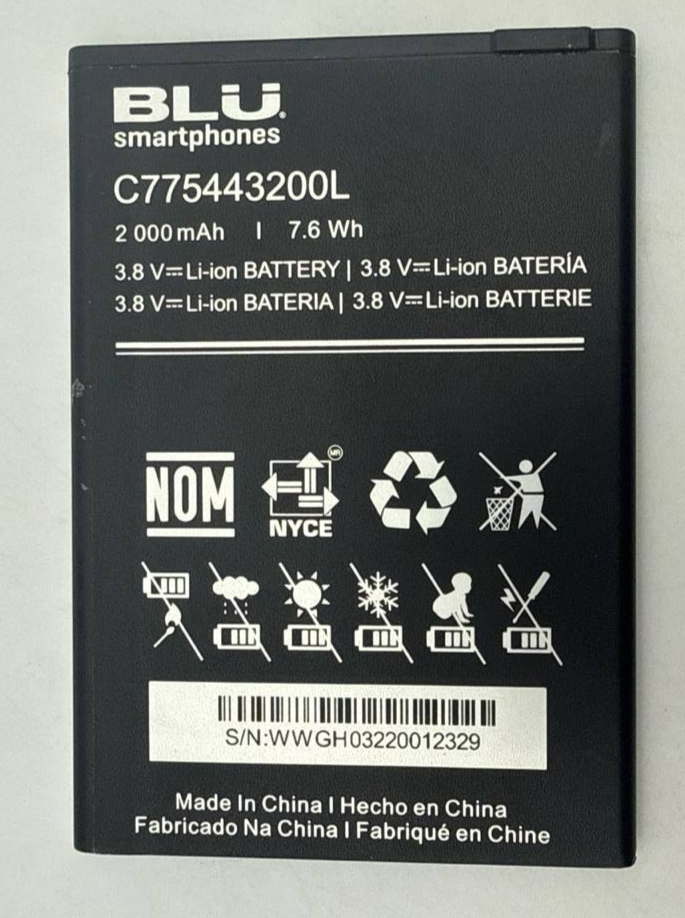 BLU
smartphones
C775443200L
2 000 mAh | 7.6 Wh
3.8 V⎓Li-ion BATTERY | 3.8 V⎓Li-ion BATERÍA
3.8 V⎓Li-ion BATERIA | 3.8 V⎓Li-ion BATTERIE
NOM
MR
NYCE
S/N:WWGH03220012329
Made In China I Hecho en China
Fabricado Na China I Fabriqué en Chine